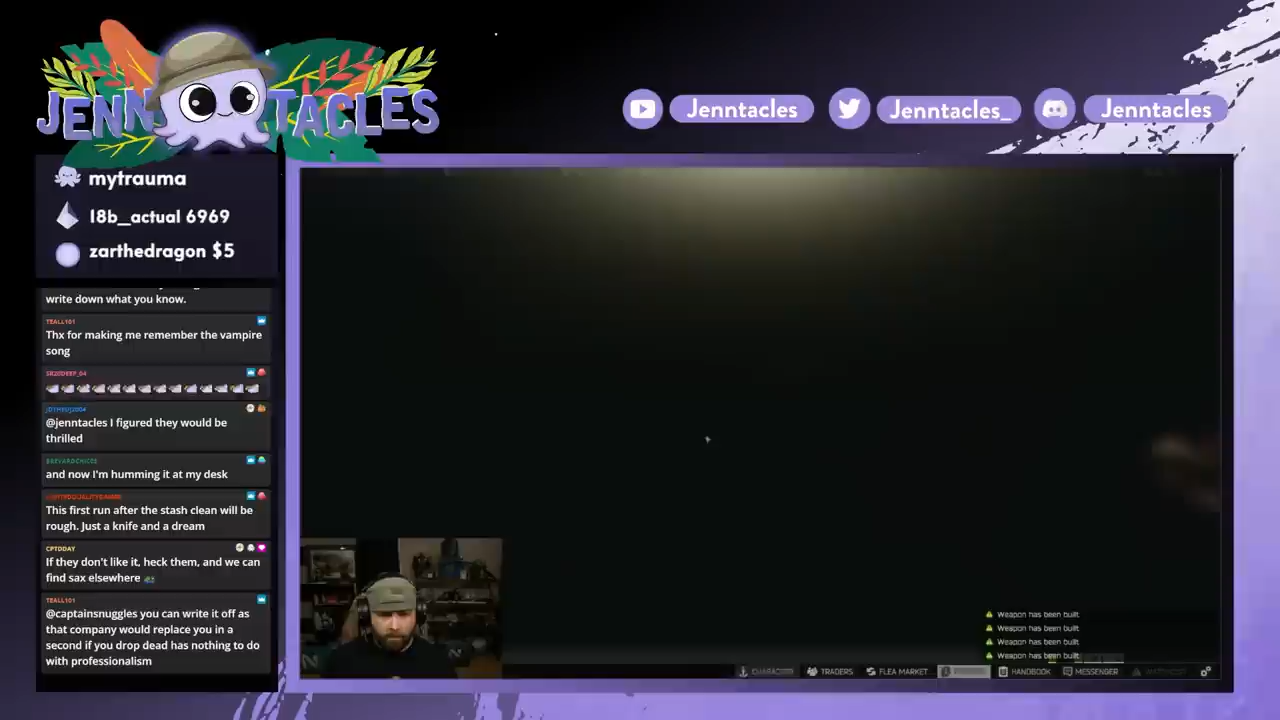 JENN TACLES
Jenntacles
Jenntacles_
Jenntacles
mytrauma
18b_actual 6969
zarthedragon $5
write down what you know.
TEALL101
Thx for making me remember the vampire
song
SR20DEEP_04
@jenntacles I figured they would be
thrilled
BREVARDCHICOS
and now I'm humming it at my desk
This first run after the stash clean will be
rough. Just a knife and a dream
CPTDDAY
If they don't like it, heck them, and we can
find sax elsewhere
TEALL101
@captainsnuggles you can write it off as
that company would replace you in a
second if you drop dead has nothing to do
with professionalism
Weapon has been built
Weapon has been built
Weapon has been built
Weapon has been built
CHARACTER
TRADERS
FLEA MARKET
HANDBOOK
MESSENGER